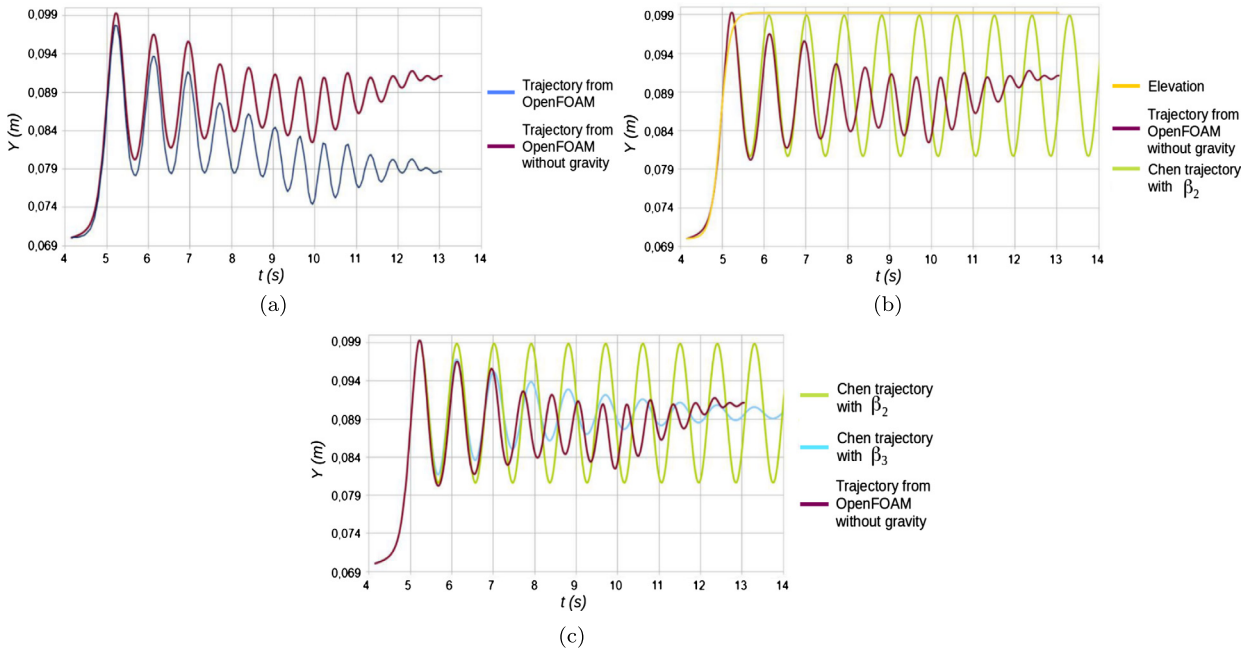 0,099
0,094
0,089
0,084
0,079
0,074
0,069
Y (m)
4 5 6 7 8 9 10 11 12 13 14
t (s)
Trajectory from
OpenFOAM
Trajectory from
OpenFOAM
without gravity
(a)
0,099
0,094
0,089
0,084
0,079
0,074
0,069
Y (m)
4 5 6 7 8 9 10 11 12 13 14
t (s)
Elevation
Trajectory from
OpenFOAM
without gravity
Chen trajectory
with β₂
(b)
0,099
0,094
0,089
0,084
0,079
0,074
0,069
Y (m)
4 5 6 7 8 9 10 11 12 13 14
t (s)
Chen trajectory
with β₂
Chen trajectory
with β₃
Trajectory from
OpenFOAM
without gravity
(c)